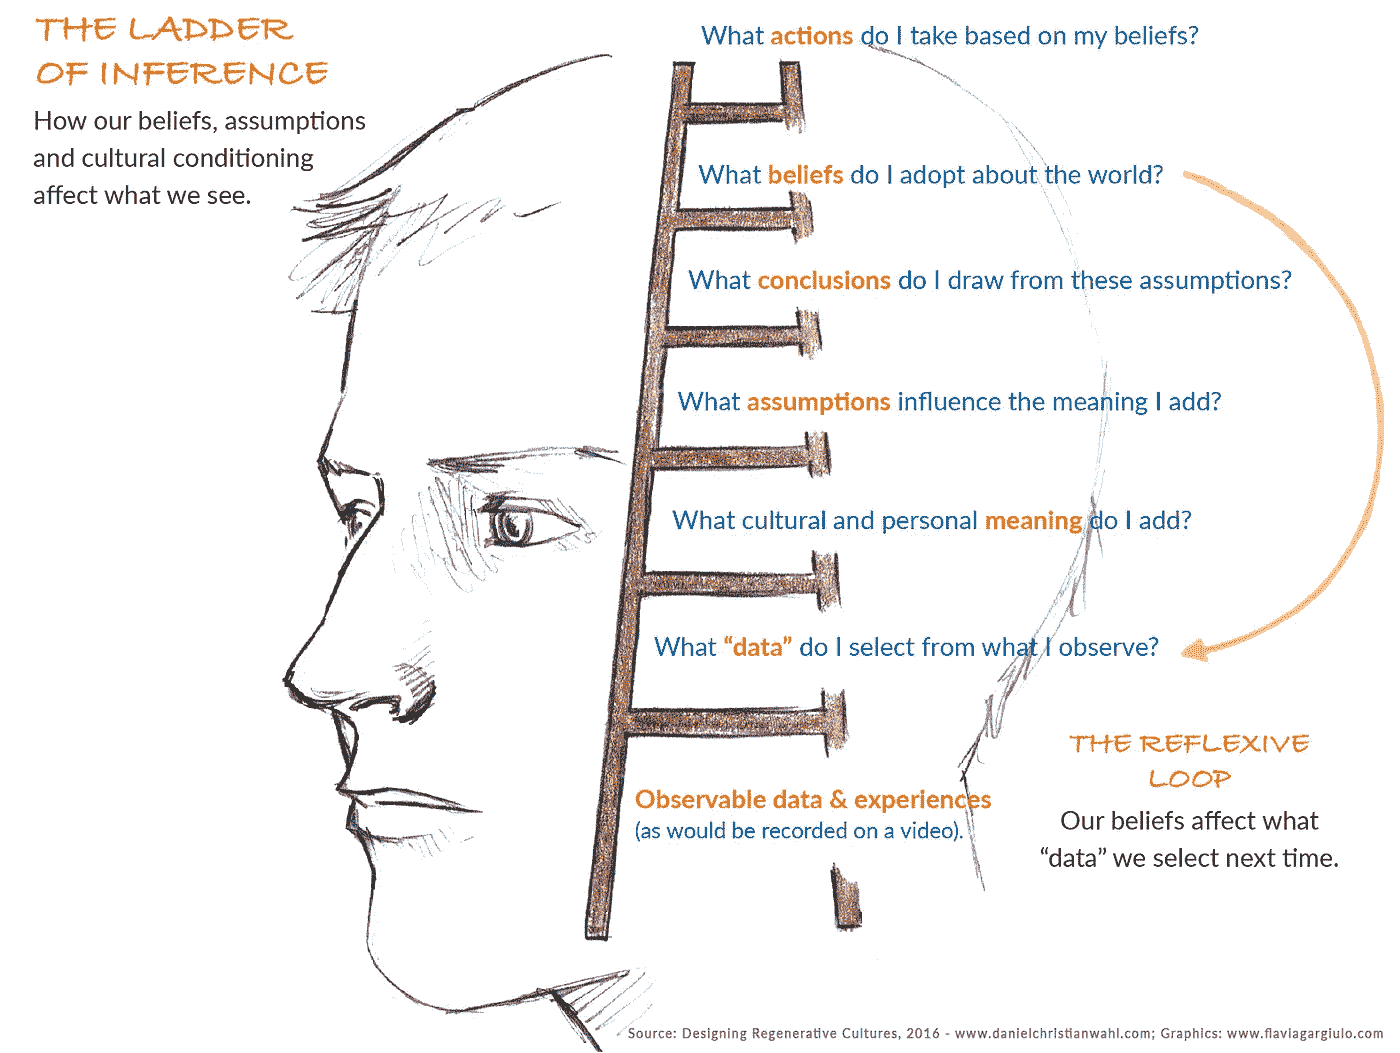 THE LADDER
OF INFERENCE
How our beliefs, assumptions
and cultural conditioning
affect what we see.
What actions do I take based on my beliefs?
What beliefs do I adopt about the world?
What conclusions do I draw from these assumptions?
What assumptions influence the meaning I add?
What cultural and personal meaning do I add?
What “data” do I select from what I observe?
Observable data & experiences
(as would be recorded on a video).
THE REFLEXIVE
LOOP
Our beliefs affect what
“data” we select next time.
Source: Designing Regenerative Cultures, 2016 - www.danielchristianwahl.com; Graphics: www.flaviagargiulo.com